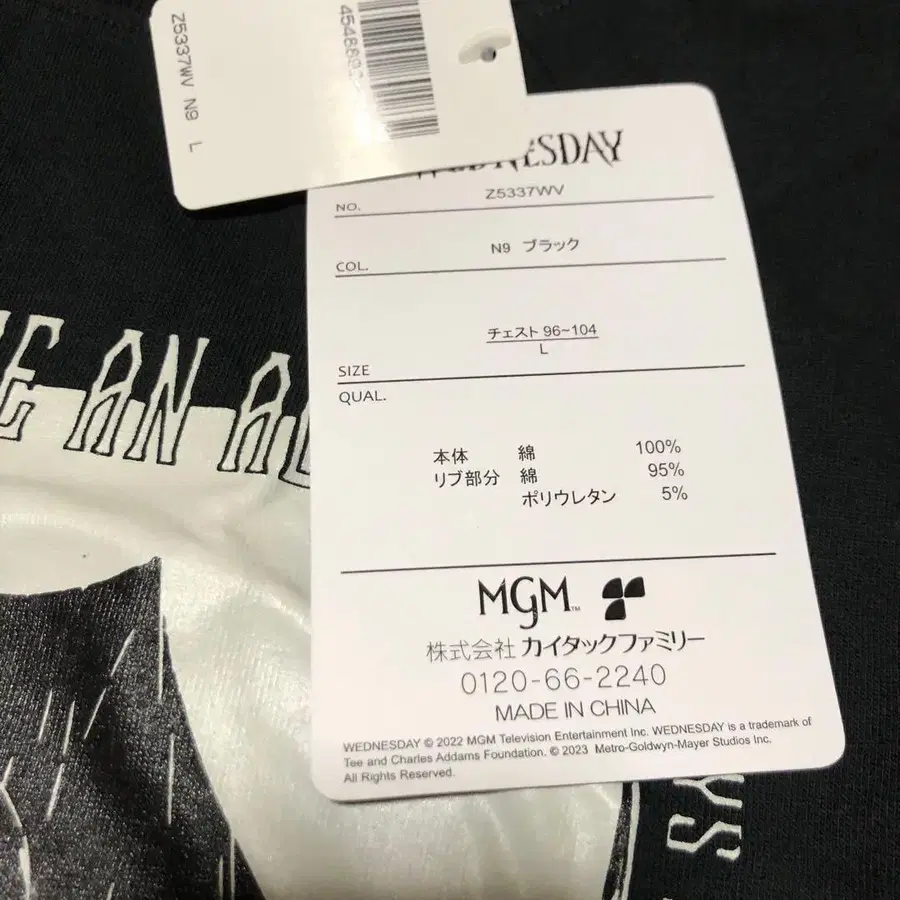 Z5337WV N9 L
WEDNESDAY
NO.
Z5337WV
COL.
N9 ブラック
チェスト 96~104
L
SIZE
QUAL.
本体 綿 100%
リブ部分 綿 95%
ポリウレタン 5%
MGM™
株式会社 カイタックファミリー
0120-66-2240
MADE IN CHINA
WEDNESDAY © 2022 MGM Television Entertainment Inc. WEDNESDAY is a trademark of
Tee and Charles Addams Foundation. © 2023 Metro-Goldwyn-Mayer Studios Inc.
All Rights Reserved.
AN